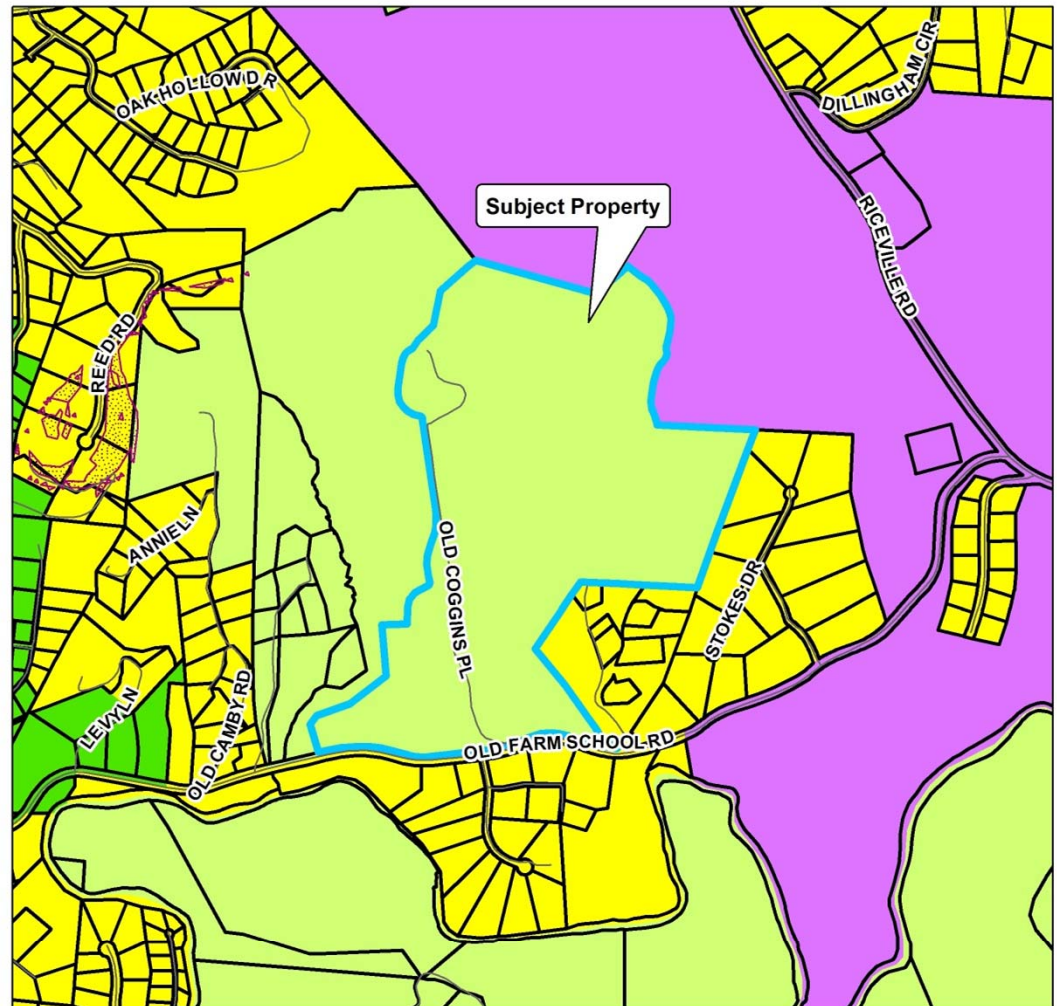 OAK HOLLOW DR
DILLINGHAM CIR
Subject Property
RICEVILLE RD
REED RD
OLD COGGINS PL
ANNIE LN
STOKES DR
LEVY LN
OLD CAMBY RD
OLD FARM SCHOOL RD